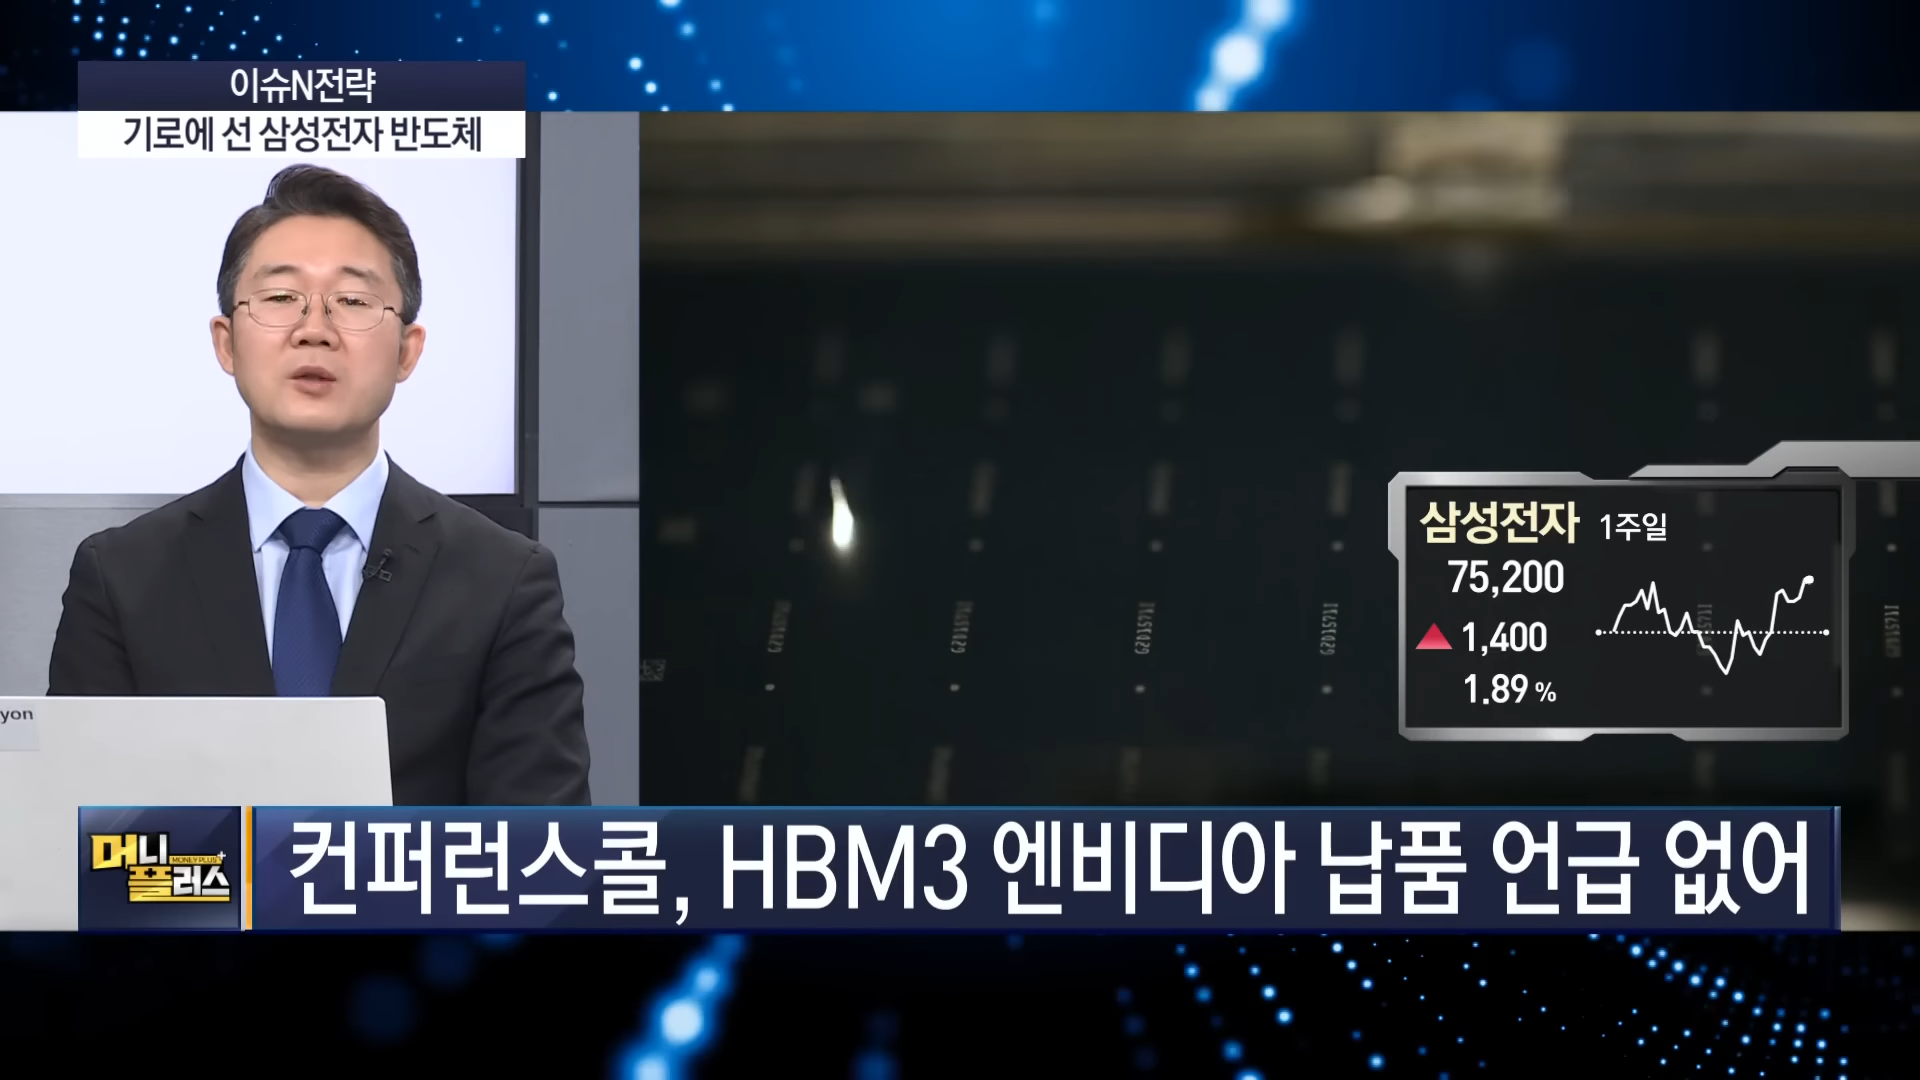 이슈N전략
기로에 선 삼성전자 반도체
삼성전자 1주일
75,200
▲ 1,400
1.89 %
yon
G2D1571I
G2D1571I
머니
MONEY PLUS+
플러스
컨퍼런스콜, HBM3 엔비디아 납품 언급 없어